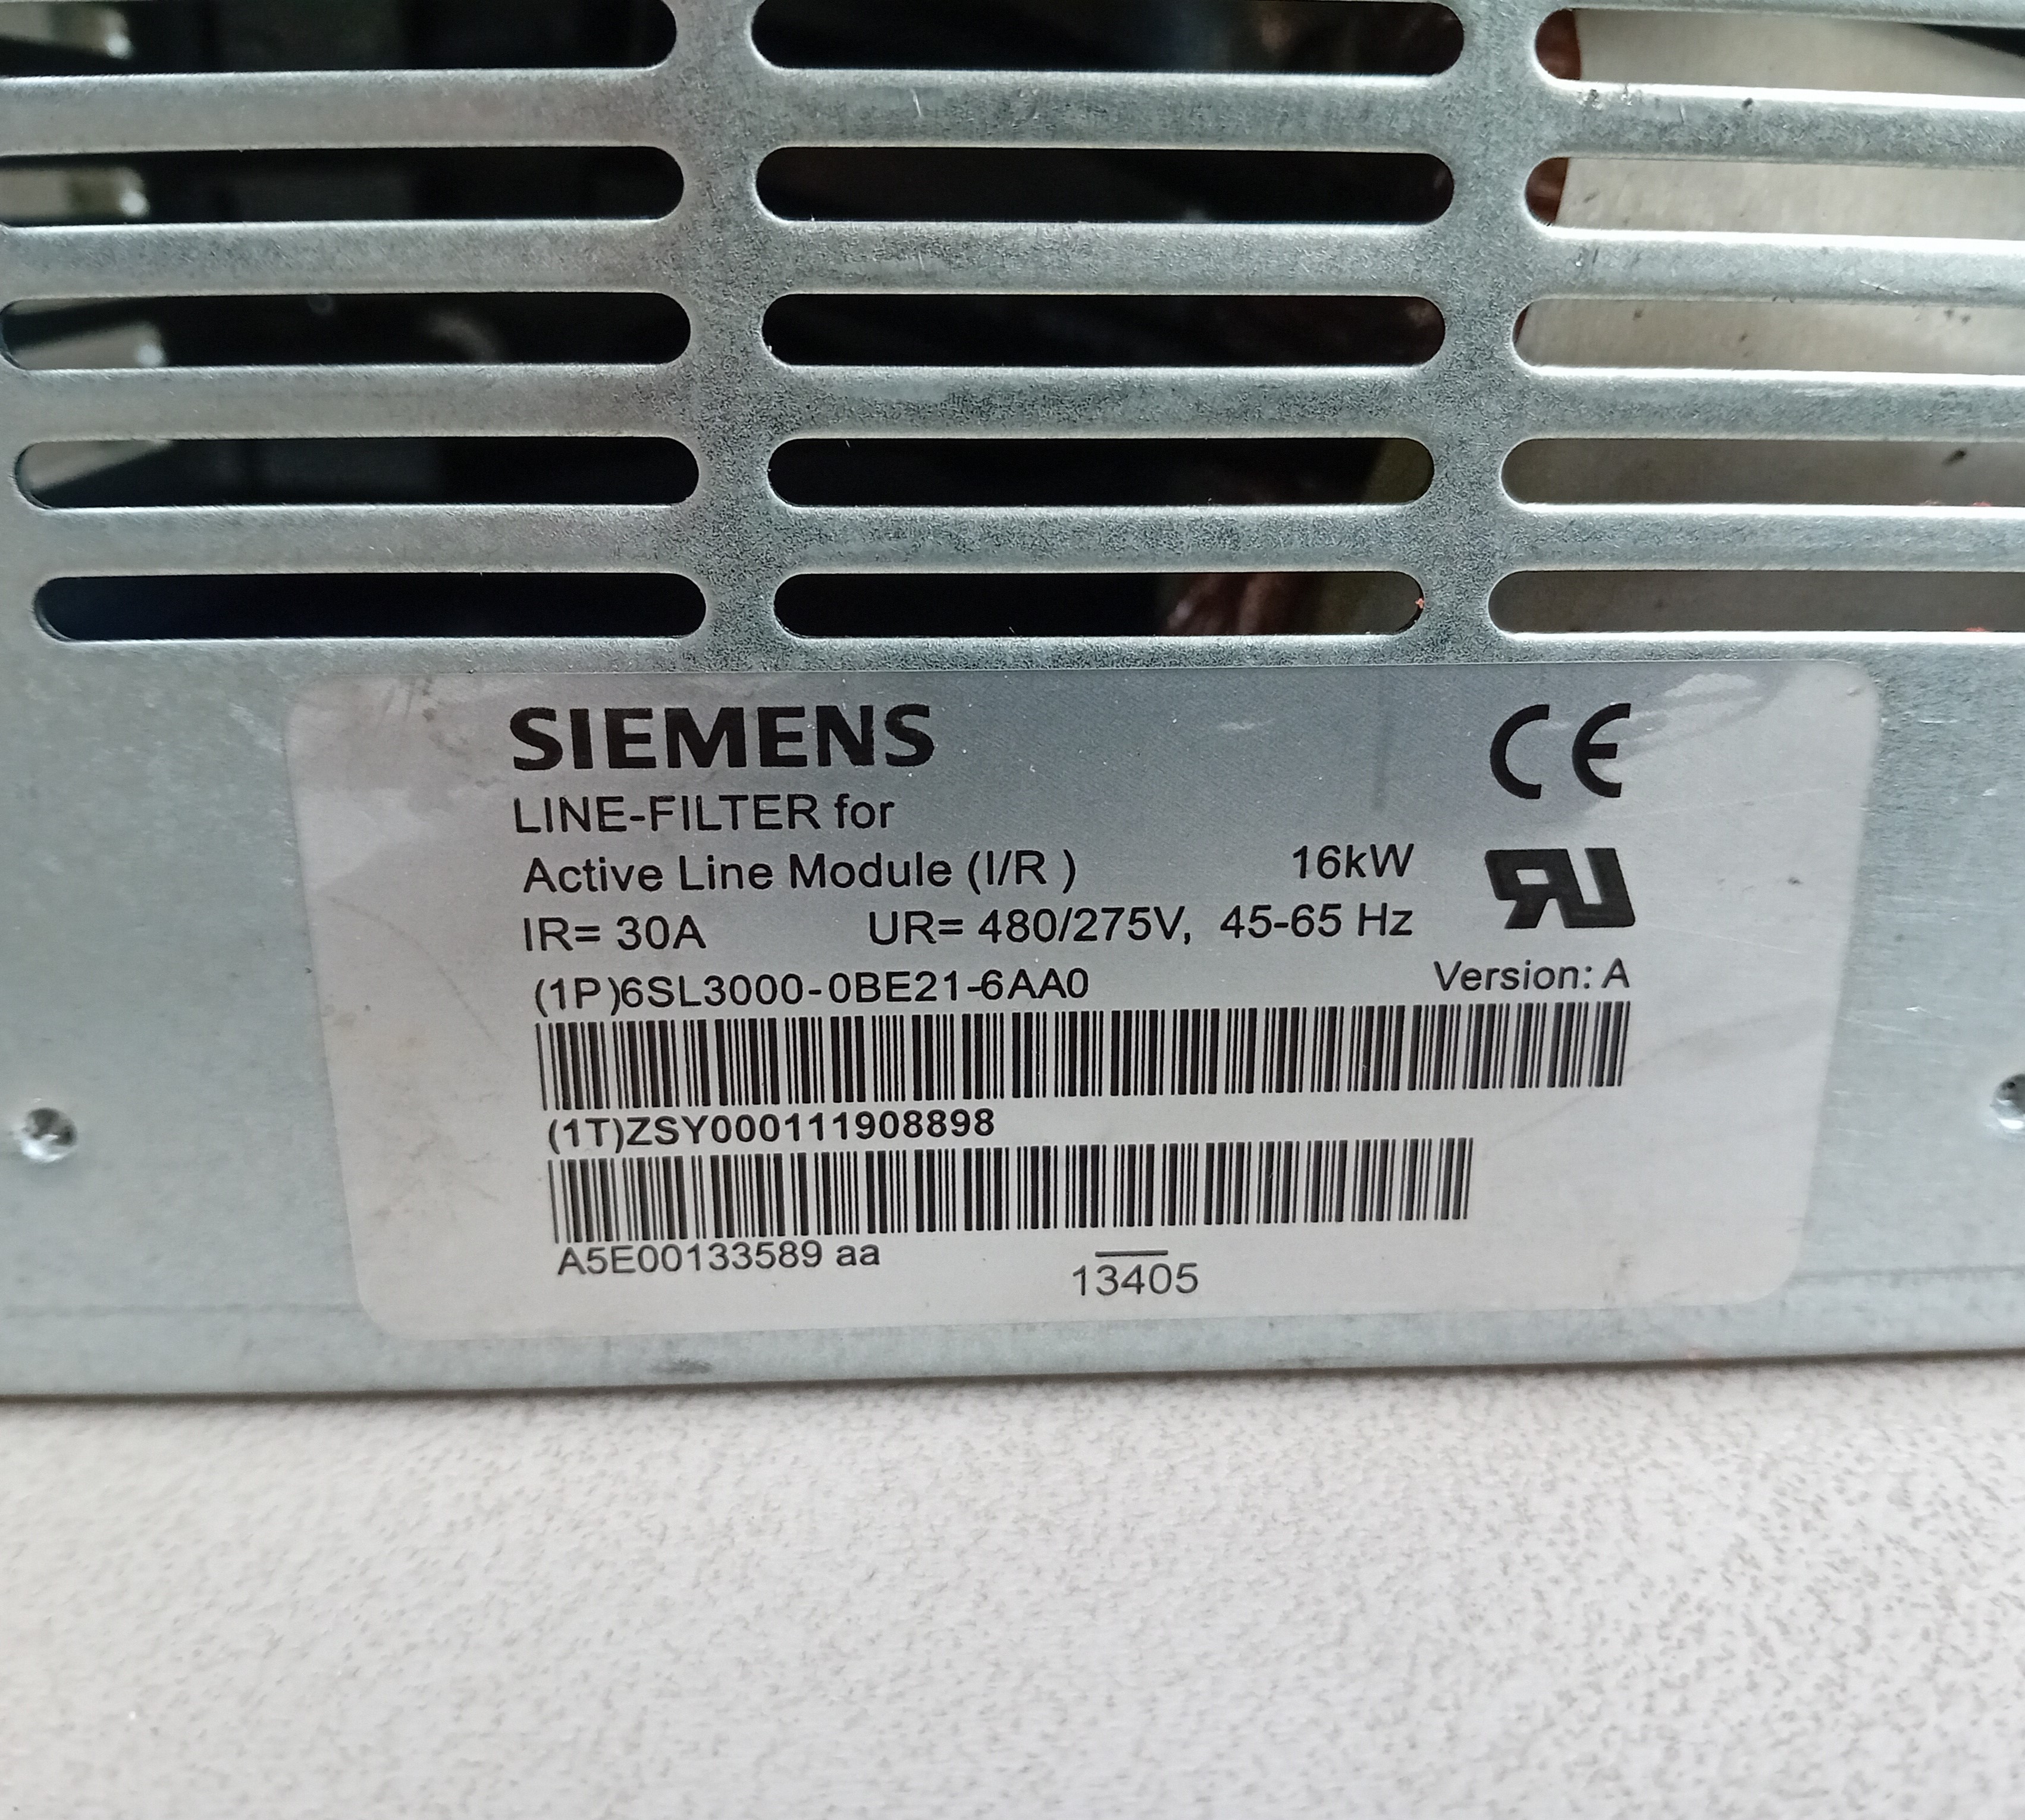 SIEMENS
CE
LINE-FILTER for
Active Line Module (I/R ) 16kW
IR= 30A UR= 480/275V, 45-65 Hz
(1P)6SL3000-0BE21-6AA0 Version: A
(1T)ZSY000111908898
A5E00133589 aa 13405